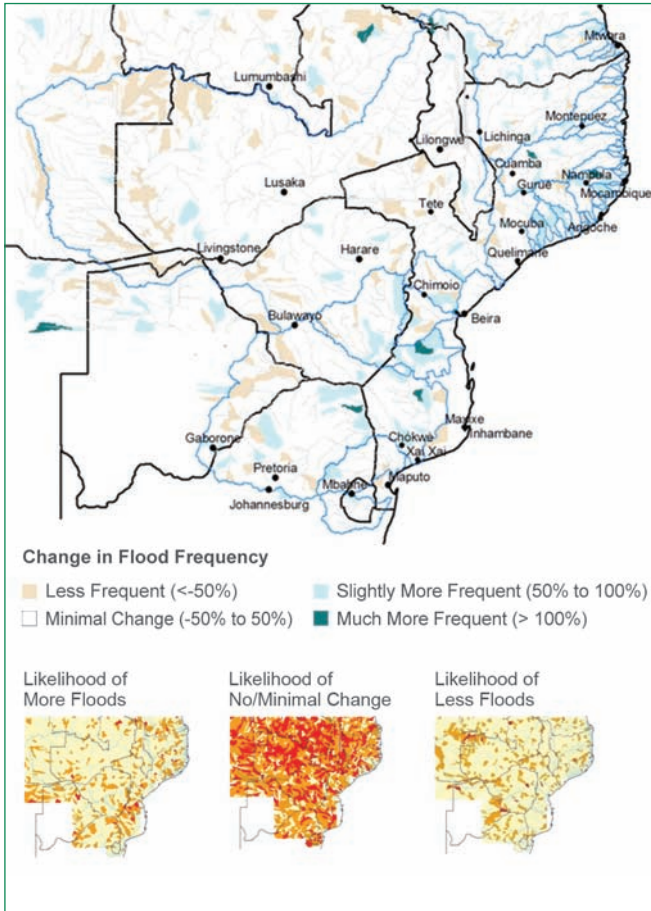 Mtwara
Lumumbashi
Montepuez
Lilongwe
Lichinga
Cuamba
Lusaka
Gurue
Nambula
Mocambique
Tete
Mocuba
Angoche
Livingstone
Harare
Quelimane
Chimoio
Bulawayo
Beira
Maxixe
Inhambane
Gaborone
Chokwe
Xai Xai
Pretoria
Mbabne
Maputo
Johannesburg
Change in Flood Frequency
Less Frequent (<-50%)
Slightly More Frequent (50% to 100%)
Minimal Change (-50% to 50%)
Much More Frequent (> 100%)
Likelihood of
More Floods
Likelihood of
No/Minimal Change
Likelihood of
Less Floods